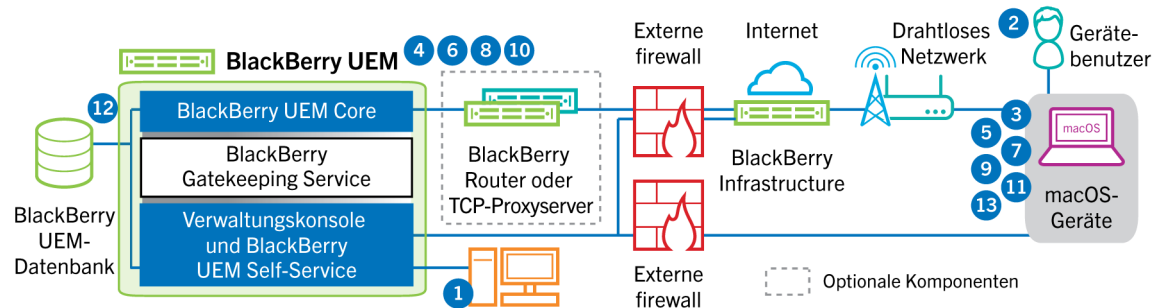 BlackBerry UEM
4
6
8
10
12
BlackBerry UEM Core
BlackBerry
Gatekeeping Service
Verwaltungskonsole
und BlackBerry
UEM Self-Service
BlackBerry
UEM-
Datenbank
1
BlackBerry
Router oder
TCP-Proxyserver
Externe
firewall
Externe
firewall
Internet
BlackBerry
Infrastructure
Drahtloses
Netzwerk
2
Geräte-
benutzer
3
5
7
9
11
13
macOS
macOS-
Geräte
Optionale Komponenten